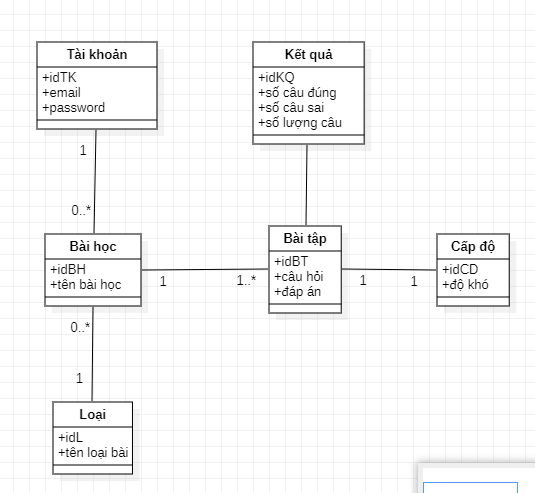 Tài khoản
+idTK
+email
+password
Kết quả
+idKQ
+số câu đúng
+số câu sai
+số lượng câu
1
0..*
Bài học
+idBH
+tên bài học
1
1..*
Bài tập
+idBT
+câu hỏi
+đáp án
1
1
Cấp độ
+idCD
+độ khó
0..*
1
Loại
+idL
+tên loại bài